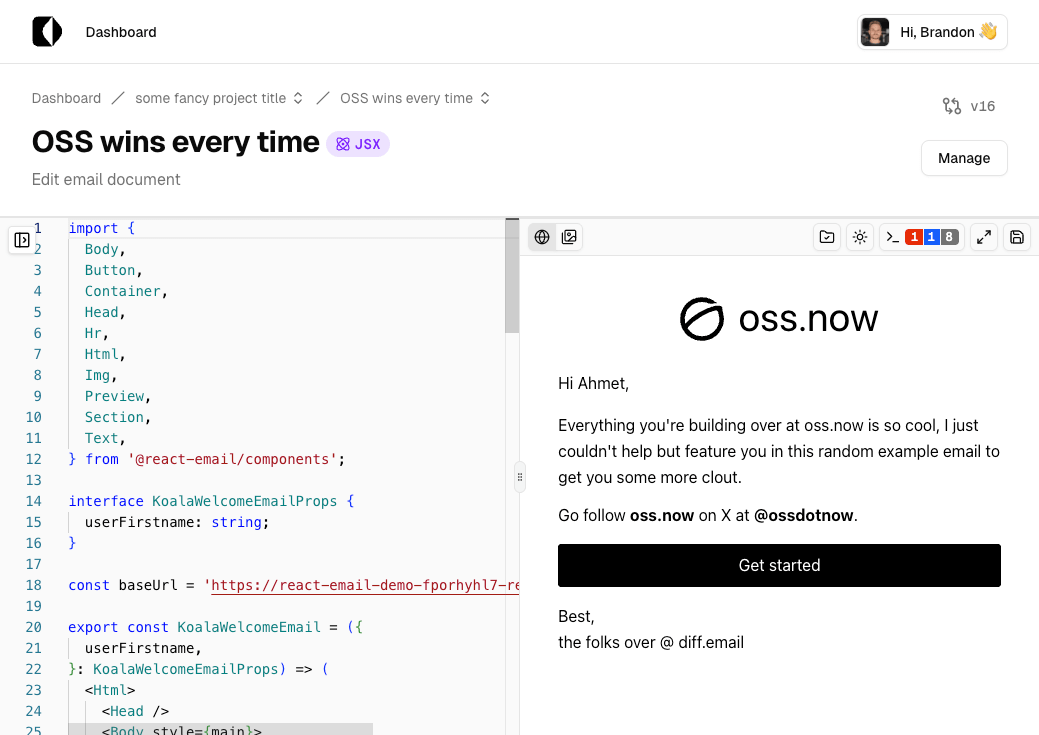 Dashboard
Hi, Brandon 👋
Dashboard / some fancy project title / OSS wins every time
v16
OSS wins every time
JSX
Manage
Edit email document
1 import {
2 Body,
3 Button,
4 Container,
5 Head,
6 Hr,
7 Html,
8 Img,
9 Preview,
10 Section,
11 Text,
12 } from '@react-email/components';
13
14 interface KoalaWelcomeEmailProps {
15 userFirstname: string;
16 }
17
18 const baseUrl = 'https://react-email-demo-fporhyhl7-re
19
20 export const KoalaWelcomeEmail = ({
21 userFirstname,
22 }: KoalaWelcomeEmailProps) => (
23 <Html>
24 <Head />
25 <Body style={main}>
1 1 8
oss.now
Hi Ahmet,
Everything you're building over at oss.now is so cool, I just
couldn't help but feature you in this random example email to
get you some more clout.
Go follow oss.now on X at @ossdotnow.
Get started
Best,
the folks over @ diff.email